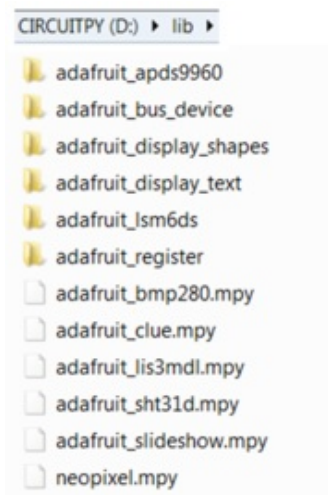 CIRCUITPY (D:) ▸ lib ▸
adafruit_apds9960
adafruit_bus_device
adafruit_display_shapes
adafruit_display_text
adafruit_lsm6ds
adafruit_register
adafruit_bmp280.mpy
adafruit_clue.mpy
adafruit_lis3mdl.mpy
adafruit_sht31d.mpy
adafruit_slideshow.mpy
neopixel.mpy